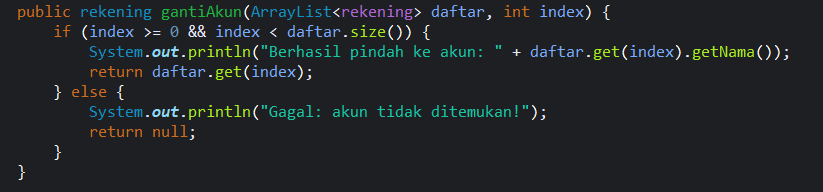 public rekening gantiAkun(ArrayList<rekening> daftar, int index) {
    if (index >= 0 && index < daftar.size()) {
        System.out.println("Berhasil pindah ke akun: " + daftar.get(index).getNama());
        return daftar.get(index);
    } else {
        System.out.println("Gagal: akun tidak ditemukan!");
        return null;
    }
}